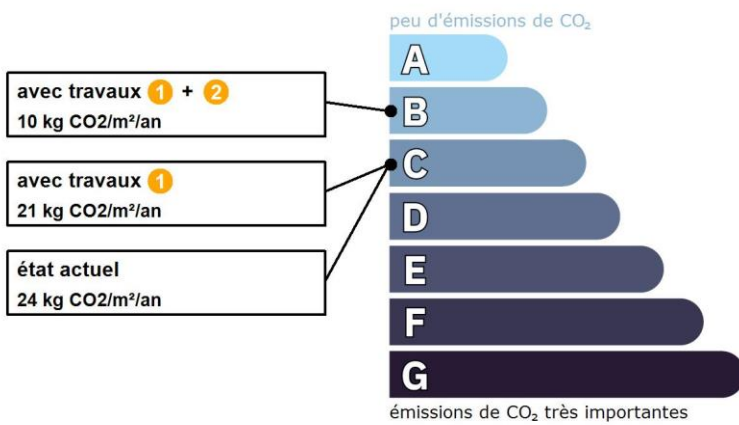 peu d'émissions de CO₂
A
avec travaux 1 + 2
10 kg CO2/m²/an
B
C
avec travaux 1
21 kg CO2/m²/an
D
état actuel
24 kg CO2/m²/an
E
F
G
émissions de CO₂ très importantes